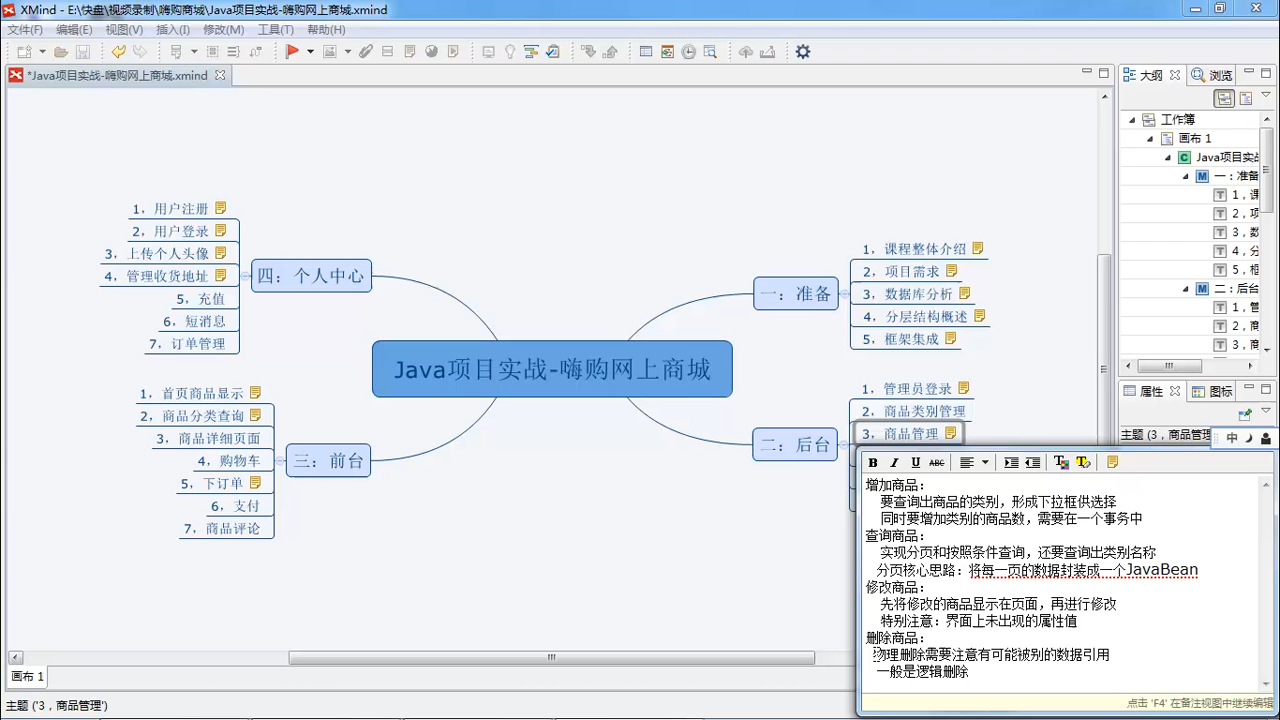 XMind - E:\快盘\视频录制\嗨购商城\Java项目实战-嗨购网上商城.xmind
文件(F) 编辑(E) 视图(V) 插入(I) 修改(M) 工具(T) 帮助(H)
*Java项目实战-嗨购网上商城.xmind
大纲
浏览
工作簿
画布 1
Java项目实战
一：准备
1，课
2，项
3，数
4，分
5，框
二：后台
1，管
2，商
3，商
属性
图标
主题 ('3，商品管理'
中
1，用户注册
2，用户登录
3，上传个人头像
4，管理收货地址
5，充值
6，短消息
7，订单管理
四：个人中心
1，课程整体介绍
2，项目需求
3，数据库分析
4，分层结构概述
5，框架集成
一：准备
Java项目实战-嗨购网上商城
1，首页商品显示
2，商品分类查询
3，商品详细页面
4，购物车
5，下订单
6，支付
7，商品评论
三：前台
1，管理员登录
2，商品类别管理
3，商品管理
二：后台
B I U ABC
增加商品：
要查询出商品的类别，形成下拉框供选择
同时要增加类别的商品数，需要在一个事务中
查询商品：
实现分页和按照条件查询，还要查询出类别名称
分页核心思路：将每一页的数据封装成一个JavaBean
修改商品：
先将修改的商品显示在页面，再进行修改
特别注意：界面上未出现的属性值
删除商品：
物理删除需要注意有可能被别的数据引用
一般是逻辑删除
点击 'F4' 在备注视图中继续编辑
画布 1
主题 ('3，商品管理')